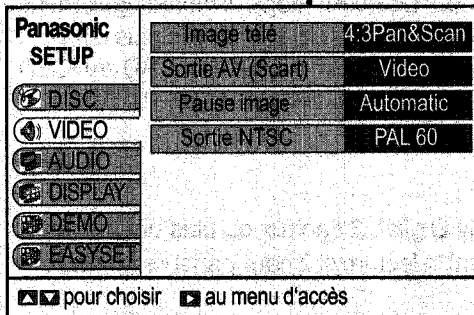 Panasonic
SETUP
DISC
VIDEO
AUDIO
DISPLAY
DEMO
EASYSET
Image télé 4:3Pan&Scan
Sortie AV (Scart) Video
Pause image Automatic
Sortie NTSC PAL 60
pour choisir au menu d'accès